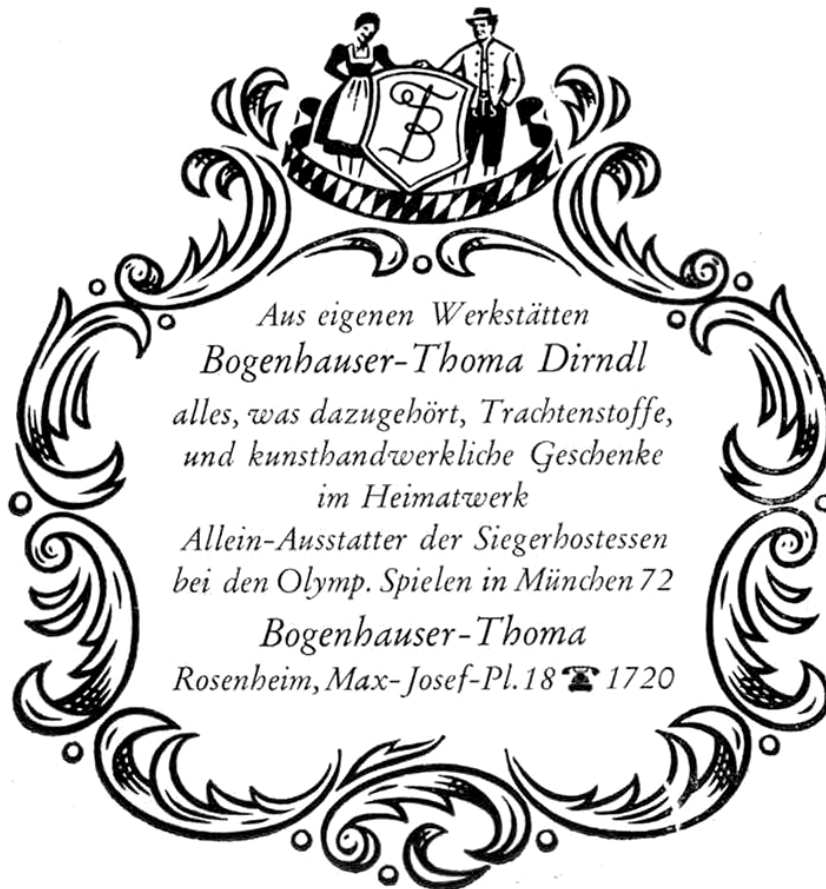 Aus eigenen Werkstätten
Bogenhauser-Thoma Dirndl
alles, was dazugehört, Trachtenstoffe,
und kunsthandwerkliche Geschenke
im Heimatwerk
Allein-Ausstatter der Siegerhostessen
bei den Olymp. Spielen in München 72
Bogenhauser-Thoma
Rosenheim, Max-Josef-Pl. 18 ☎ 1720